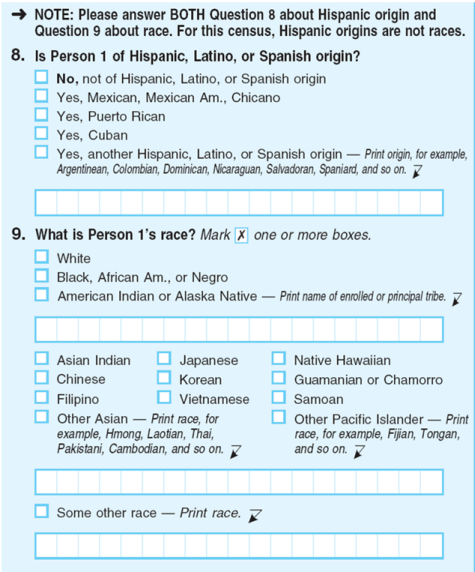 → NOTE: Please answer BOTH Question 8 about Hispanic origin and
Question 9 about race. For this census, Hispanic origins are not races.
8. Is Person 1 of Hispanic, Latino, or Spanish origin?
No, not of Hispanic, Latino, or Spanish origin
Yes, Mexican, Mexican Am., Chicano
Yes, Puerto Rican
Yes, Cuban
Yes, another Hispanic, Latino, or Spanish origin — Print origin, for example,
Argentinean, Colombian, Dominican, Nicaraguan, Salvadoran, Spaniard, and so on.
9. What is Person 1's race? Mark ✗ one or more boxes.
White
Black, African Am., or Negro
American Indian or Alaska Native — Print name of enrolled or principal tribe.
Asian Indian Japanese Native Hawaiian
Chinese Korean Guamanian or Chamorro
Filipino Vietnamese Samoan
Other Asian — Print race, for
example, Hmong, Laotian, Thai,
Pakistani, Cambodian, and so on.
Other Pacific Islander — Print
race, for example, Fijian, Tongan,
and so on.
Some other race — Print race.